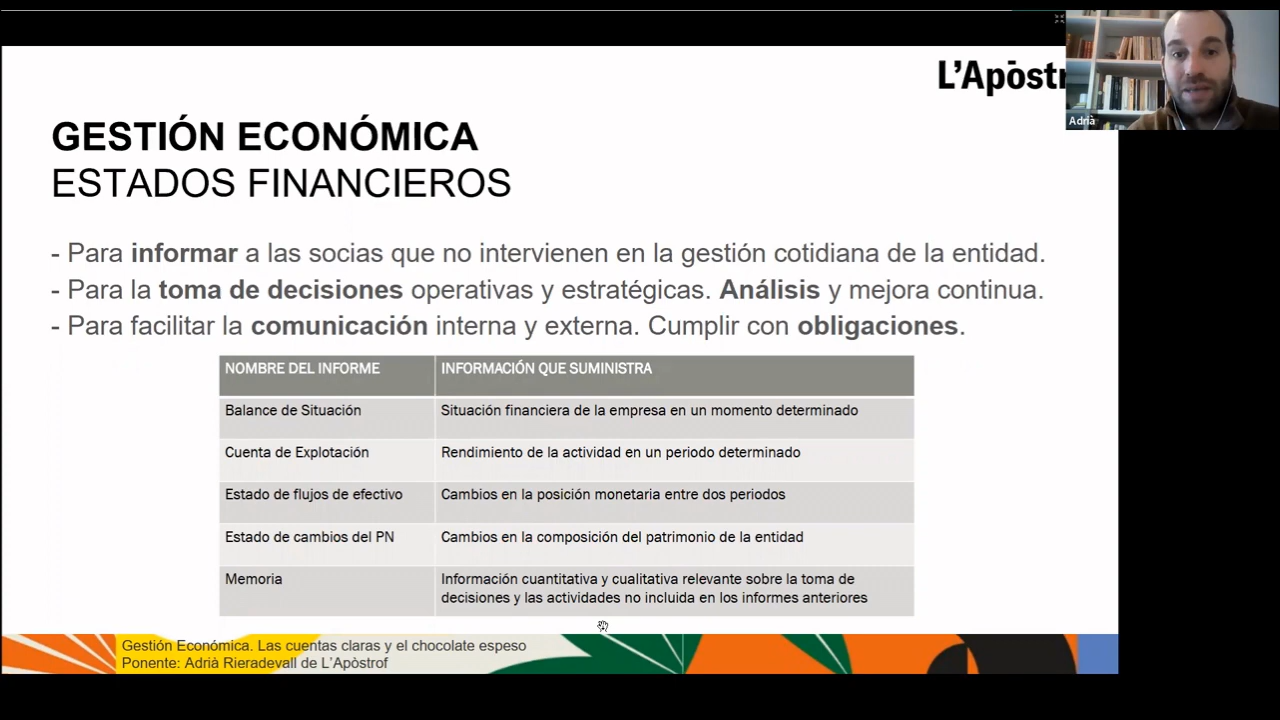 L'Apòstr
Adrià
GESTIÓN ECONÓMICA
ESTADOS FINANCIEROS
- Para informar a las socias que no intervienen en la gestión cotidiana de la entidad.
- Para la toma de decisiones operativas y estratégicas. Análisis y mejora continua.
- Para facilitar la comunicación interna y externa. Cumplir con obligaciones.
NOMBRE DEL INFORME INFORMACIÓN QUE SUMINISTRA
Balance de Situación Situación financiera de la empresa en un momento determinado
Cuenta de Explotación Rendimiento de la actividad en un periodo determinado
Estado de flujos de efectivo Cambios en la posición monetaria entre dos periodos
Estado de cambios del PN Cambios en la composición del patrimonio de la entidad
Memoria Información cuantitativa y cualitativa relevante sobre la toma de
decisiones y las actividades no incluida en los informes anteriores
Gestión Económica. Las cuentas claras y el chocolate espeso
Ponente: Adrià Rieradevall de L'Apòstrof